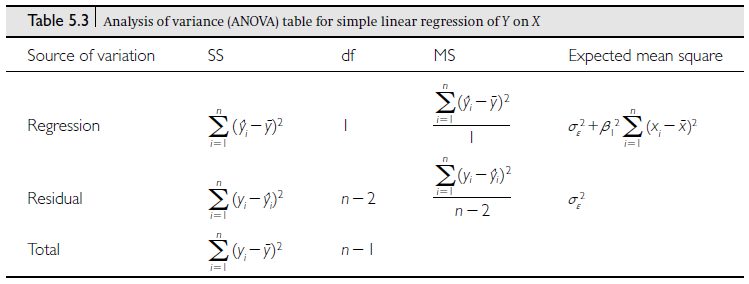 Table 5.3 Analysis of variance (ANOVA) table for simple linear regression of Y on X
Source of variation SS df MS Expected mean square
Regression $\sum_{i=1}^{n}(\hat{y}_i-\bar{y})^2$ 1 $\frac{\sum_{i=1}^{n}(\hat{y}_i-\bar{y})^2}{1}$ $\sigma_\varepsilon^2+\beta_1^2\sum_{i=1}^{n}(x_i-\bar{x})^2$
Residual $\sum_{i=1}^{n}(y_i-\hat{y}_i)^2$ n−2 $\frac{\sum_{i=1}^{n}(y_i-\hat{y}_i)^2}{n-2}$ $\sigma_\varepsilon^2$
Total $\sum_{i=1}^{n}(y_i-\bar{y})^2$ n−1